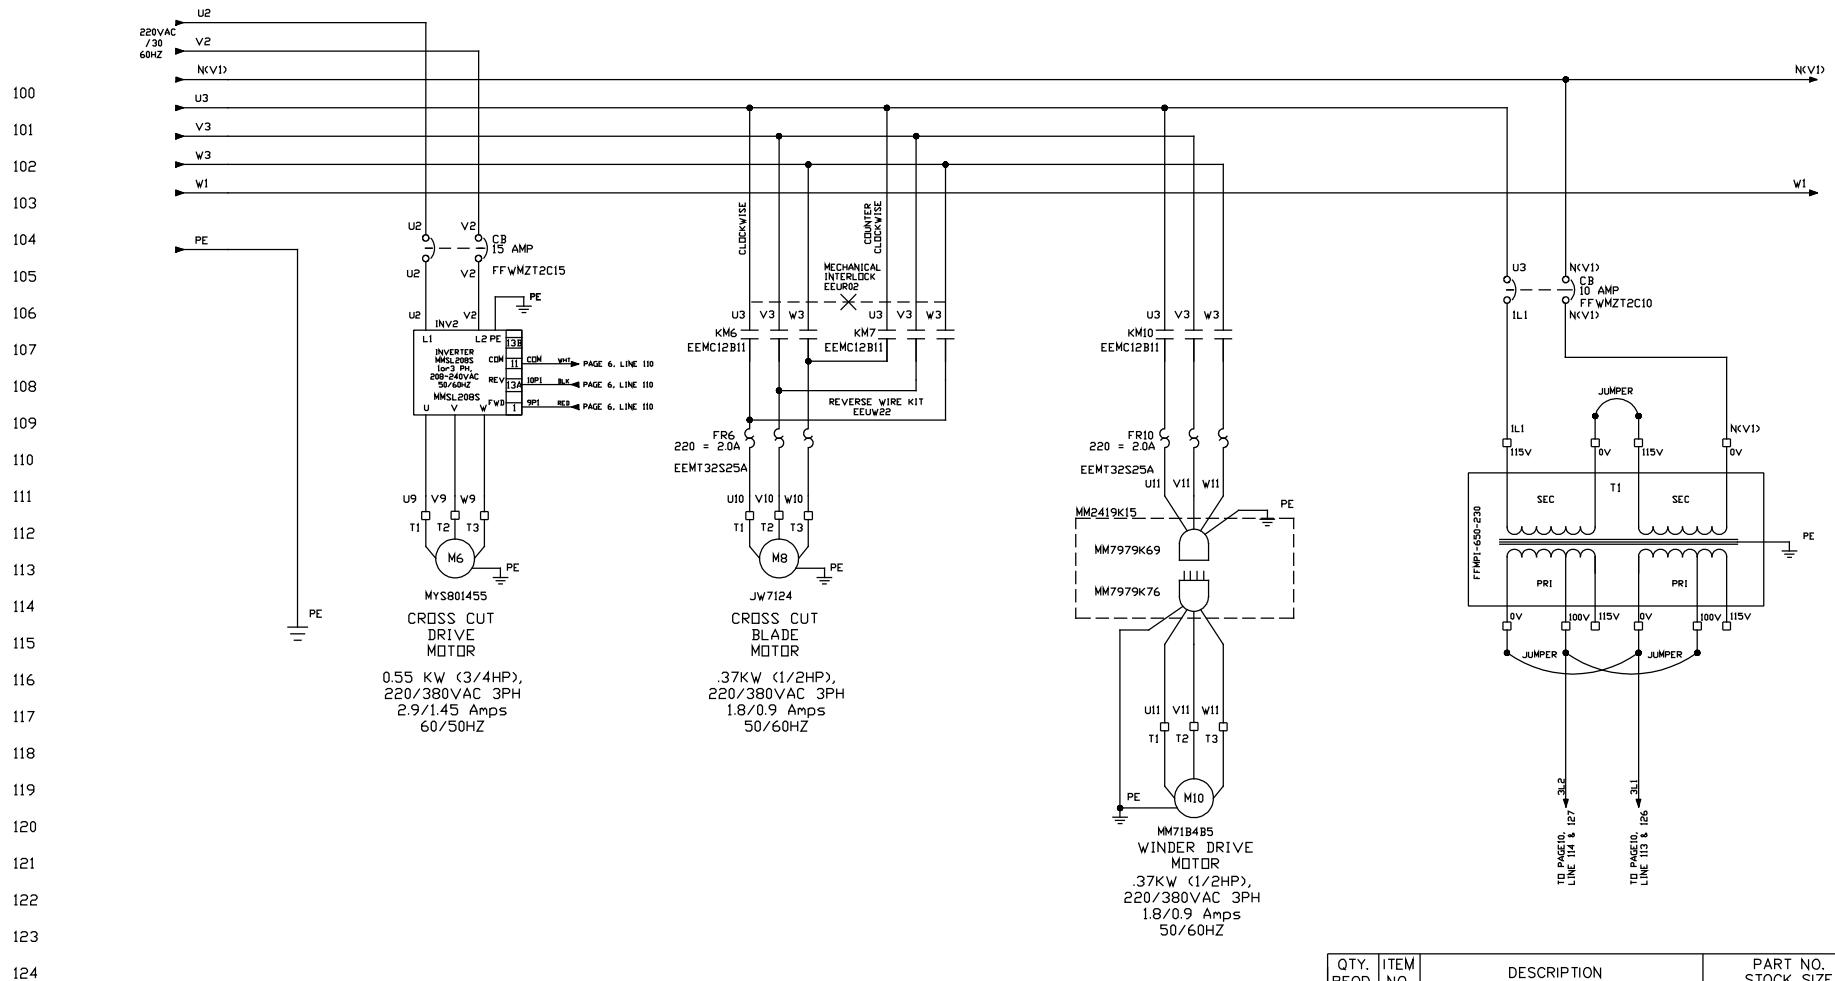 U2
220VAC
/30
60HZ
V2
N(V1)
N(V1)
100
U3
101
V3
102
W3
W1
W1
103
CLOCKWISE
COUNTER
CLOCKWISE
104
PE
U2
V2
CB
15 AMP
U2
V2
FFWMZT2C15
105
MECHANICAL
INTERLOCK
EEUR02
U3
N(V1)
CB
10 AMP
FFWMZT2C10
1L1
N(V1)
106
PE
U2
V2
INV2
U3
V3
W3
U3
V3
W3
U3
V3
W3
KM6
EEMC12B11
KM7
EEMC12B11
KM10
EEMC12B11
107
L1
L2
PE
13B
INVERTER
MMSL208S
1or3 PH,
208-240VAC
50/60HZ
MMSL208S
COM
11
COM
WHT
PAGE 6, LINE 110
108
REV
13A
10P1
BLK
PAGE 6, LINE 110
U
V
W
FWD
1
9P1
RED
PAGE 6, LINE 110
JUMPER
REVERSE WIRE KIT
EEUW22
109
FR6
220 = 2.0A
EEMT32S25A
FR10
220 = 2.0A
EEMT32S25A
1L1
N(V1)
115V
0V
115V
0V
110
111
U9
V9
W9
U10
V10
W10
U11
V11
W11
SEC
T1
SEC
T1
T2
T3
T1
T2
T3
MM2419K15
PE
FFMPI-650-230
112
M6
M8
MM7979K69
PE
113
PE
PE
MM7979K76
PRI
PRI
MYS801455
JW7124
114
PE
CROSS CUT
DRIVE
MOTOR
CROSS CUT
BLADE
MOTOR
0V
100V
115V
0V
100V
115V
115
JUMPER
JUMPER
116
0.55 KW (3/4HP),
220/380VAC 3PH
2.9/1.45 Amps
60/50HZ
.37KW (1/2HP),
220/380VAC 3PH
1.8/0.9 Amps
50/60HZ
117
U11
V11
W11
T1
T2
T3
118
119
PE
M10
3L2
3L1
120
MM71B4B5
WINDER DRIVE
MOTOR
.37KW (1/2HP),
220/380VAC 3PH
1.8/0.9 Amps
50/60HZ
TO PAGE10,
LINE 114 & 127
TO PAGE10,
LINE 113 & 126
121
122
123
124
QTY.
REQD
ITEM
NO.
DESCRIPTION
PART NO.
STOCK SIZE